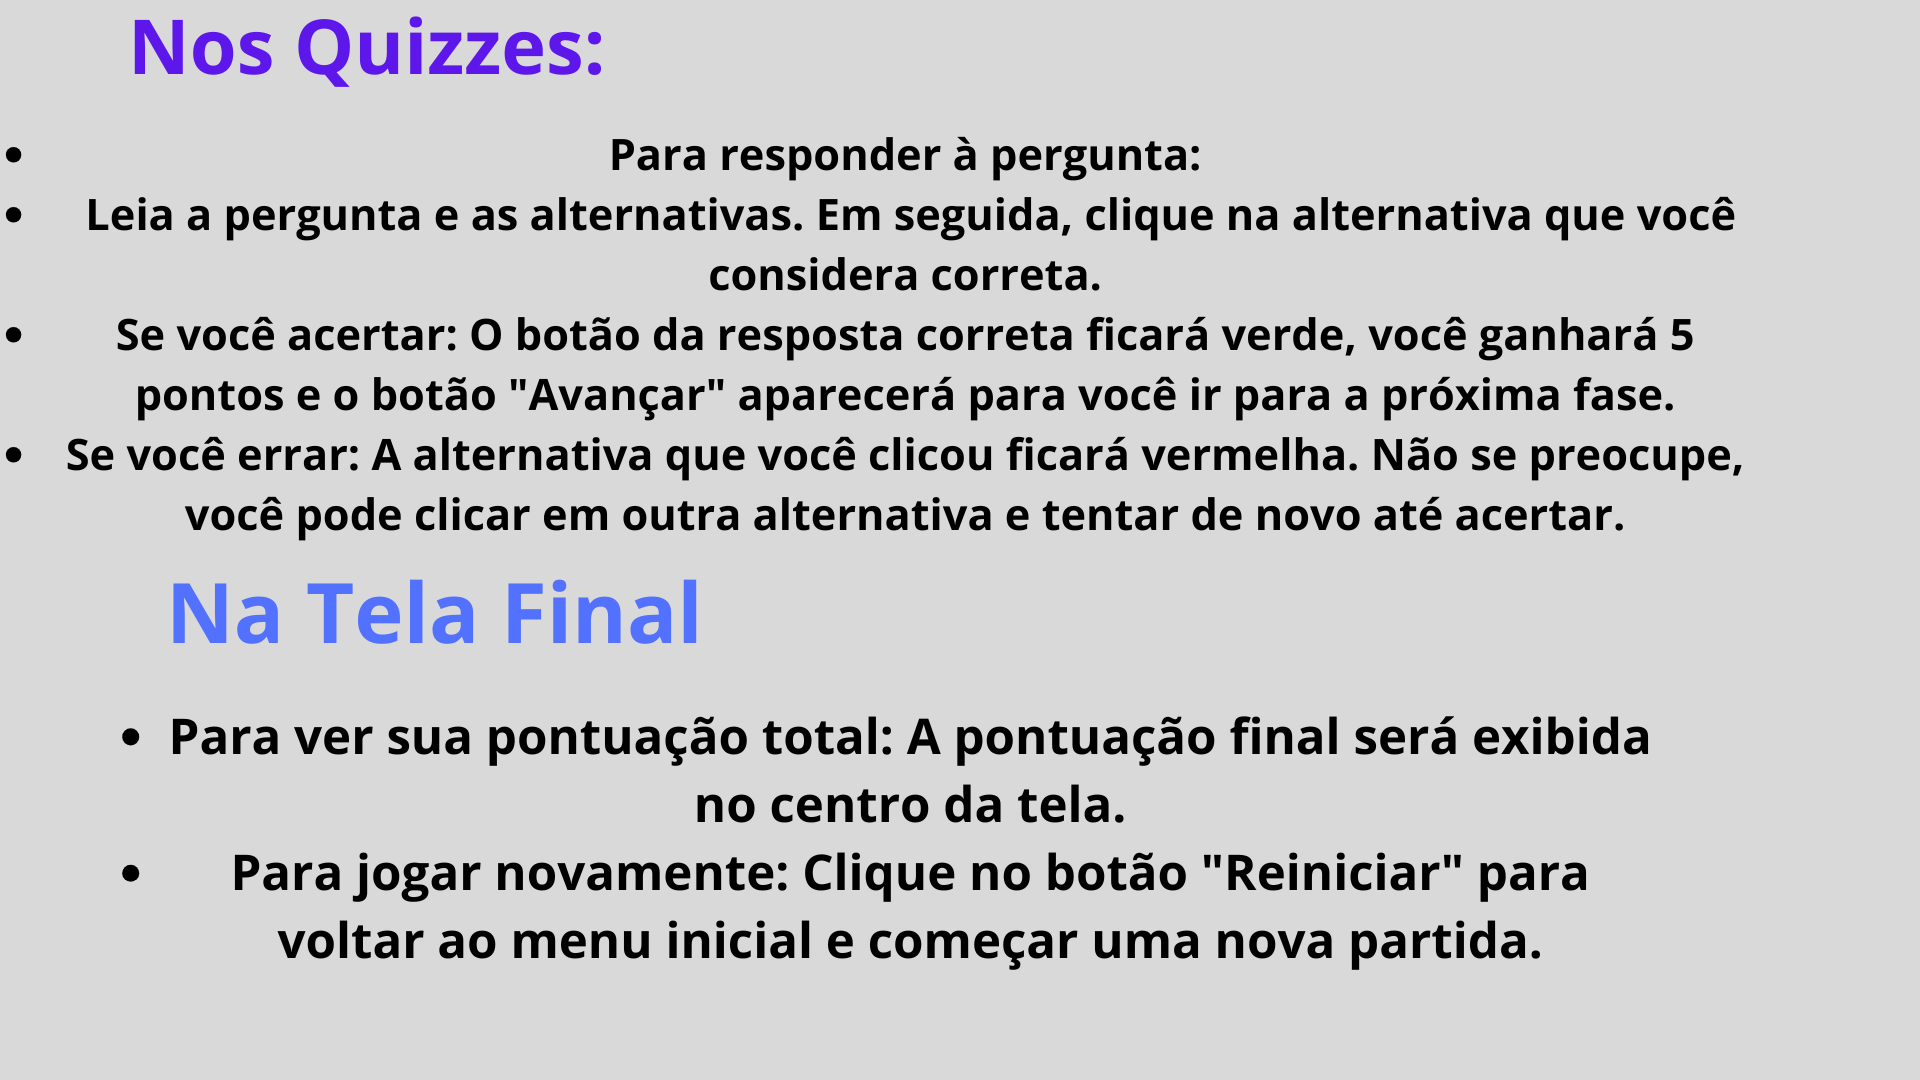 Nos Quizzes:
• Para responder à pergunta:
• Leia a pergunta e as alternativas. Em seguida, clique na alternativa que você
considera correta.
• Se você acertar: O botão da resposta correta ficará verde, você ganhará 5
pontos e o botão "Avançar" aparecerá para você ir para a próxima fase.
• Se você errar: A alternativa que você clicou ficará vermelha. Não se preocupe,
você pode clicar em outra alternativa e tentar de novo até acertar.
Na Tela Final
• Para ver sua pontuação total: A pontuação final será exibida
no centro da tela.
• Para jogar novamente: Clique no botão "Reiniciar" para
voltar ao menu inicial e começar uma nova partida.